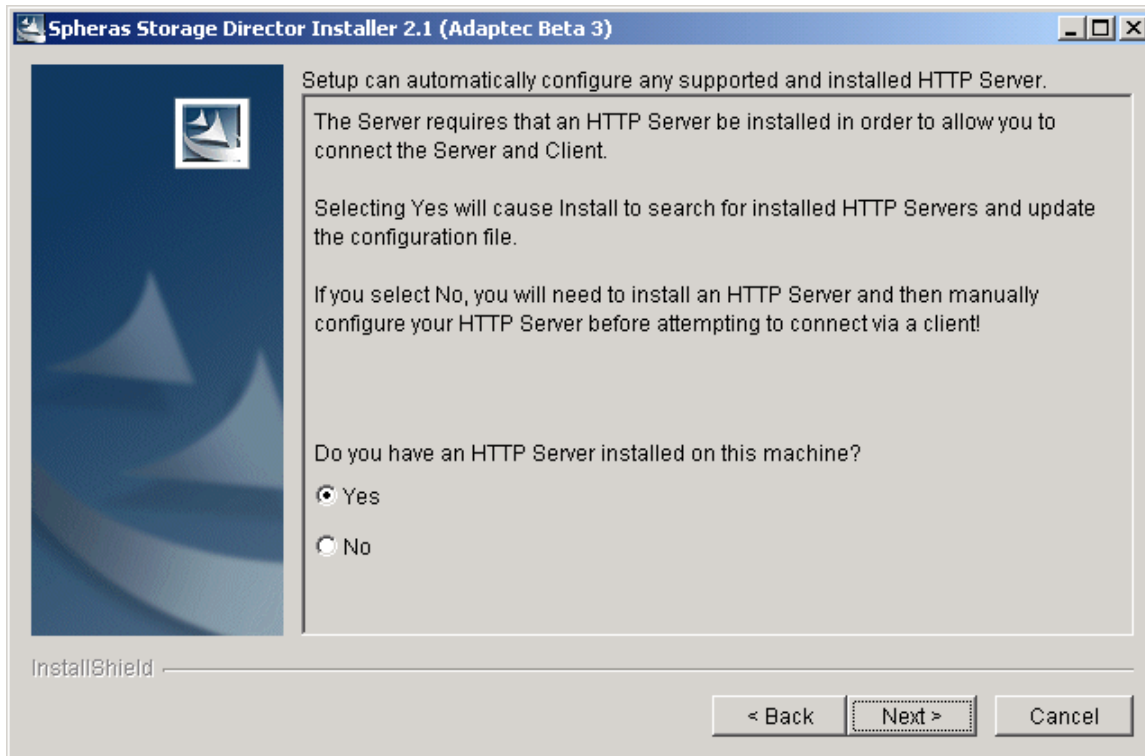 Spheras Storage Director Installer 2.1 (Adaptec Beta 3)
Setup can automatically configure any supported and installed HTTP Server.
The Server requires that an HTTP Server be installed in order to allow you to
connect the Server and Client.
Selecting Yes will cause Install to search for installed HTTP Servers and update
the configuration file.
If you select No, you will need to install an HTTP Server and then manually
configure your HTTP Server before attempting to connect via a client!
Do you have an HTTP Server installed on this machine?
Yes
No
InstallShield
< Back Next > Cancel